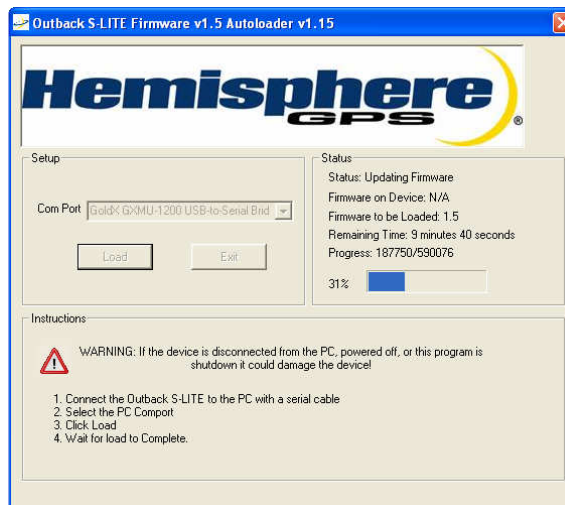 Outback S-LITE Firmware v1.5 Autoloader v1.15
Hemisphere
GPS
®
Setup
Com Port
GoldX GXMU-1200 USB-to-Serial Brid
Load
Exit
Status
Status: Updating Firmware
Firmware on Device: N/A
Firmware to be Loaded: 1.5
Remaining Time: 9 minutes 40 seconds
Progress: 187750/590076
31%
Instructions
WARNING: If the device is disconnected from the PC, powered off, or this program is
shutdown it could damage the device!
1. Connect the Outback S-LITE to the PC with a serial cable
2. Select the PC Comport
3. Click Load
4. Wait for load to Complete.